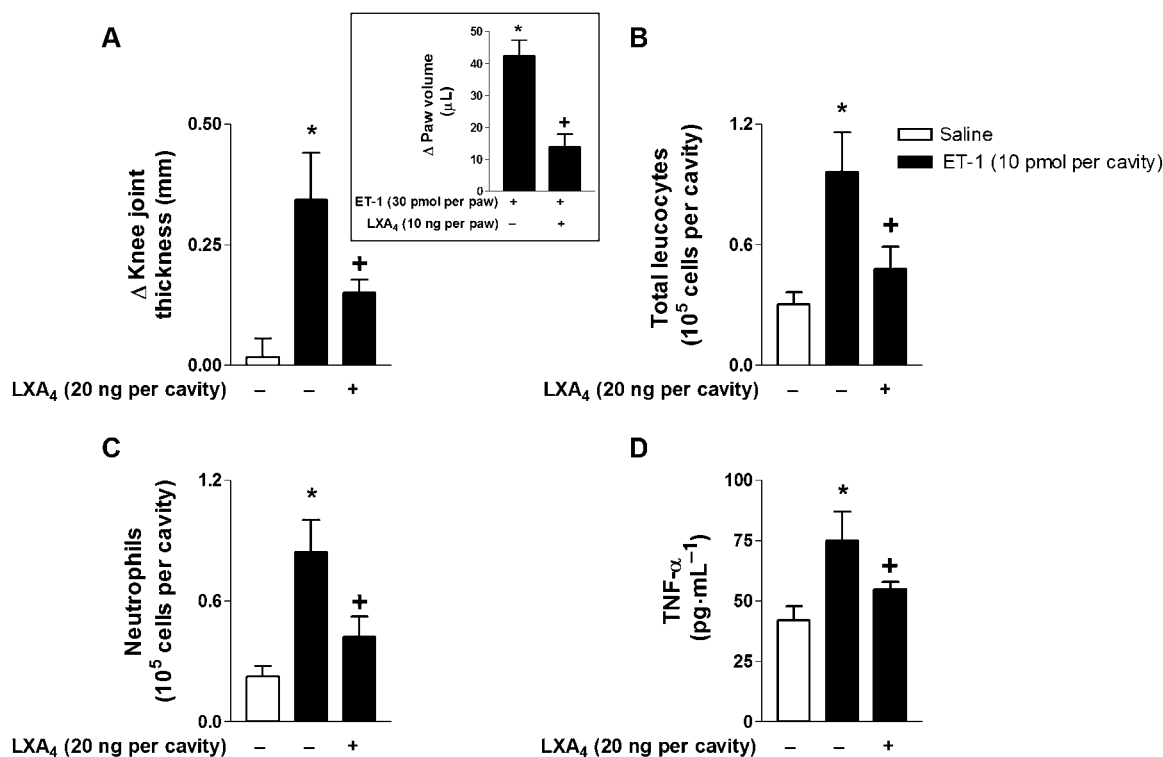 A
Δ Knee joint
thickness (mm)
0.50
0.25
0.00
*
+
LXA₄ (20 ng per cavity) – – +
Δ Paw volume
(μL)
50
40
30
20
10
0
*
+
ET-1 (30 pmol per paw) + +
LXA₄ (10 ng per paw) – +
B
Total leucocytes
(10⁵ cells per cavity)
1.2
0.6
0.0
*
+
LXA₄ (20 ng per cavity) – – +
Saline
ET-1 (10 pmol per cavity)
C
Neutrophils
(10⁵ cells per cavity)
1.2
0.6
0.0
*
+
LXA₄ (20 ng per cavity) – – +
D
TNF-α
(pg·mL⁻¹)
100
75
50
25
0
*
+
LXA₄ (20 ng per cavity) – – +